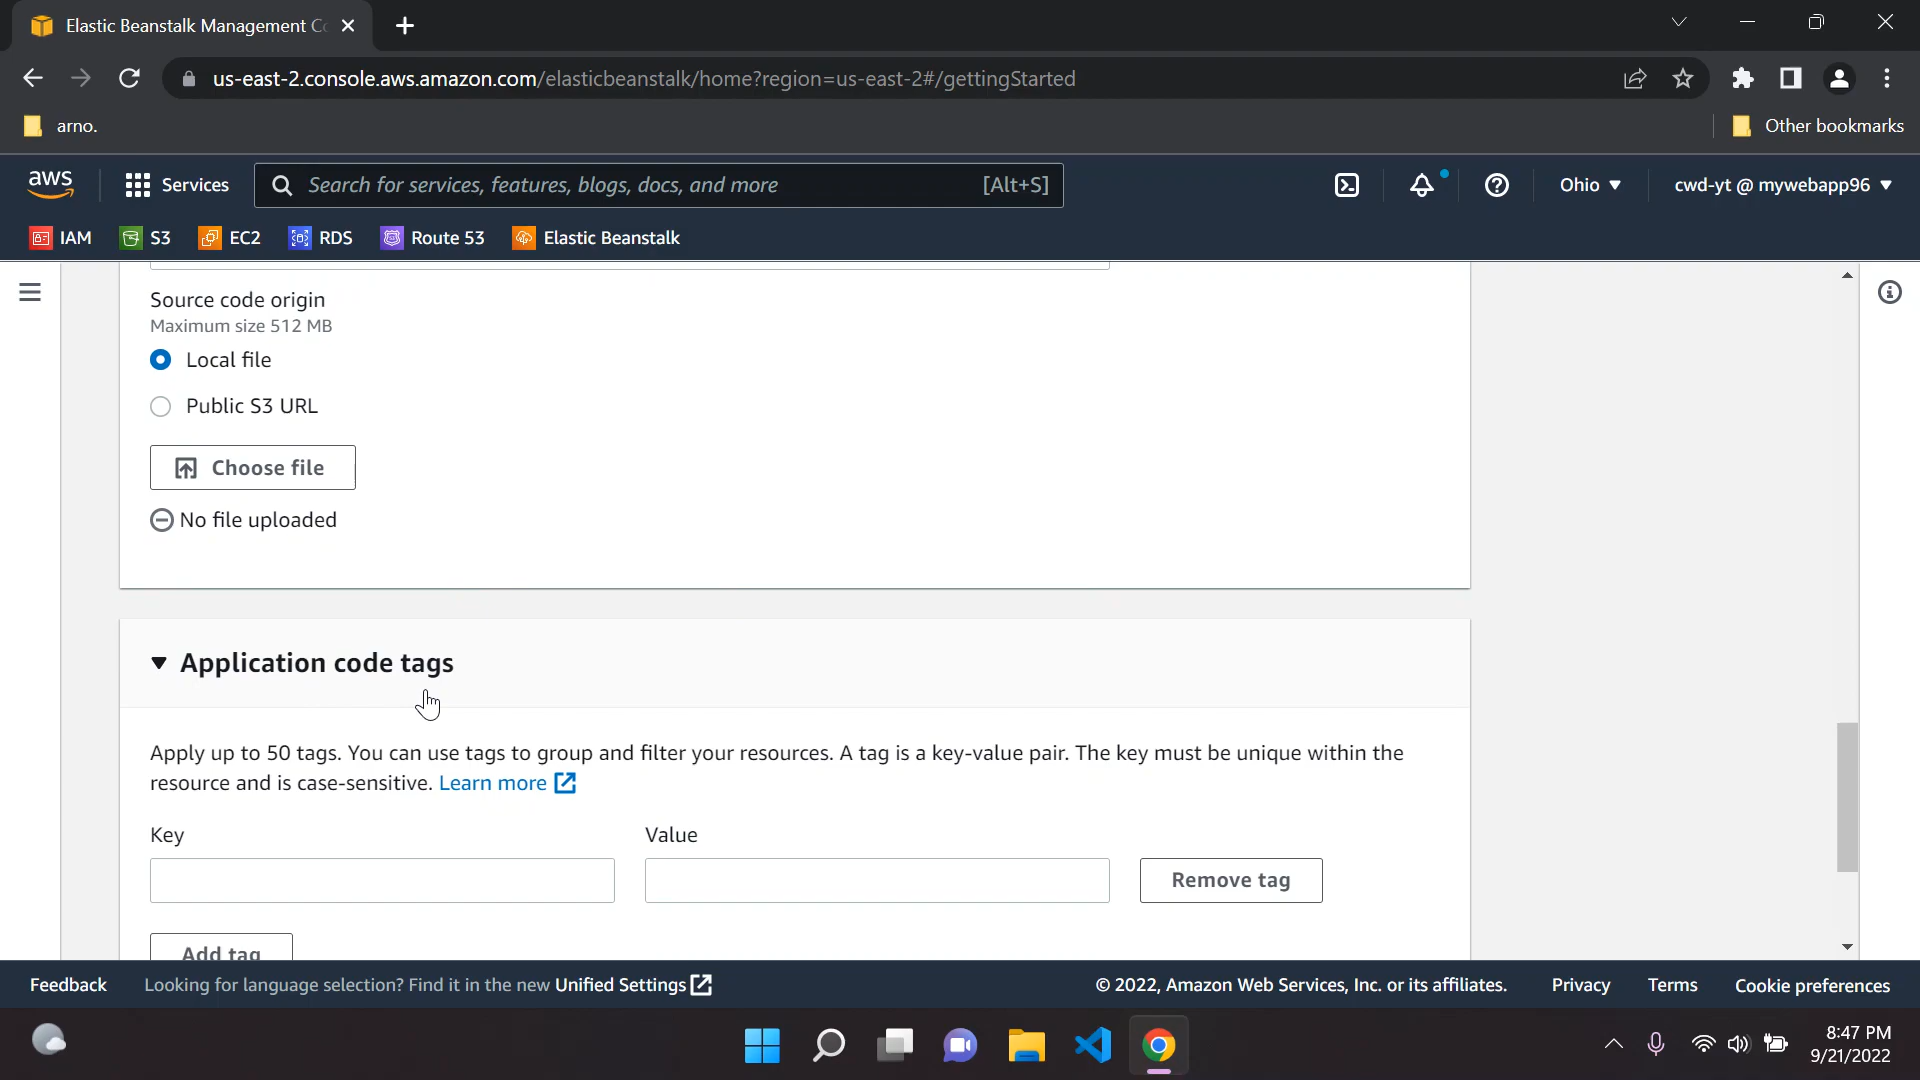 Elastic Beanstalk Management Co
us-east-2.console.aws.amazon.com/elasticbeanstalk/home?region=us-east-2#/gettingStarted
arno.
Other bookmarks
aws
Services
Search for services, features, blogs, docs, and more
[Alt+S]
Ohio
cwd-yt @ mywebapp96
IAM
S3
EC2
RDS
Route 53
Elastic Beanstalk
Source code origin
Maximum size 512 MB
Local file
Public S3 URL
Choose file
No file uploaded
Application code tags
Apply up to 50 tags. You can use tags to group and filter your resources. A tag is a key-value pair. The key must be unique within the
resource and is case-sensitive. Learn more
Key
Value
Remove tag
Add tag
Feedback
Looking for language selection? Find it in the new Unified Settings
© 2022, Amazon Web Services, Inc. or its affiliates.
Privacy
Terms
Cookie preferences
8:47 PM
9/21/2022